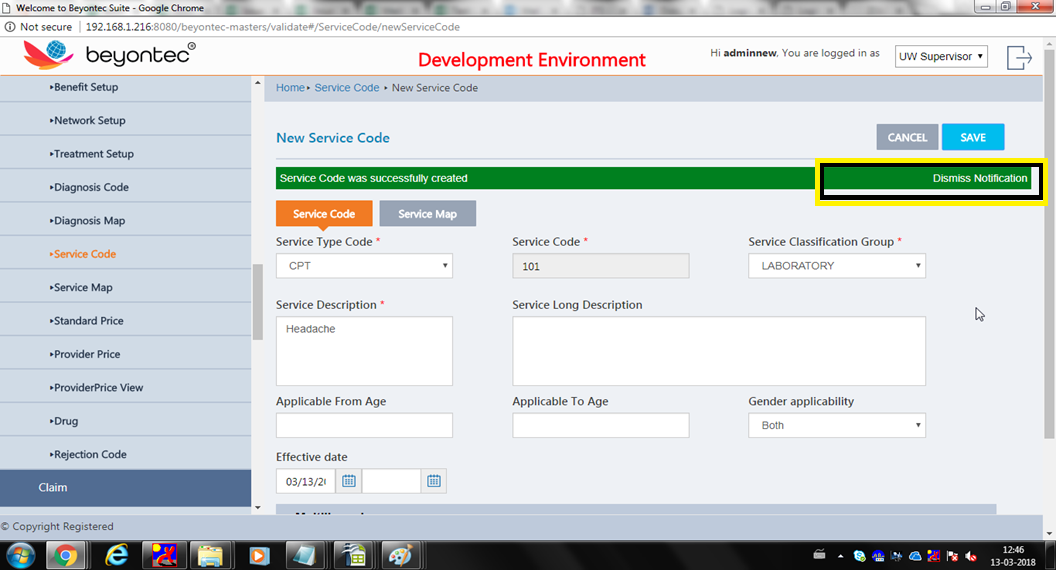 Welcome to Beyontec Suite - Google Chrome
Not secure | 192.168.1.216:8080/beyontec-masters/validate#/ServiceCode/newServiceCode
beyontec®
Development Environment
Hi adminnew. You are logged in as
UW Supervisor
Benefit Setup
Network Setup
Treatment Setup
Diagnosis Code
Diagnosis Map
Service Code
Service Map
Standard Price
Provider Price
ProviderPrice View
Drug
Rejection Code
Claim
Home Service Code New Service Code
New Service Code
CANCEL
SAVE
Service Code was successfully created
Dismiss Notification
Service Code
Service Map
Service Type Code *
Service Code *
Service Classification Group *
CPT
101
LABORATORY
Service Description *
Service Long Description
Headache
Applicable From Age
Applicable To Age
Gender applicability
Both
Effective date
03/13/20
© Copyright Registered
12:46
13-03-2018